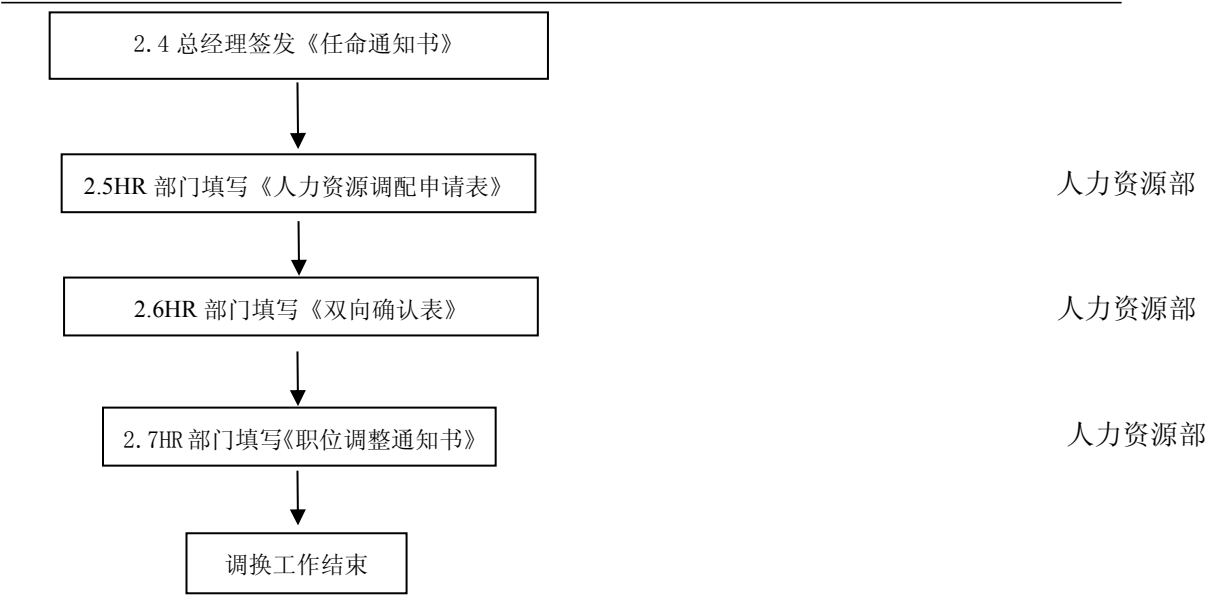 2.4 总经理签发《任命通知书》
2.5HR 部门填写《人力资源调配申请表》
人力资源部
2.6HR 部门填写《双向确认表》
人力资源部
2.7HR 部门填写《职位调整通知书》
人力资源部
调换工作结束